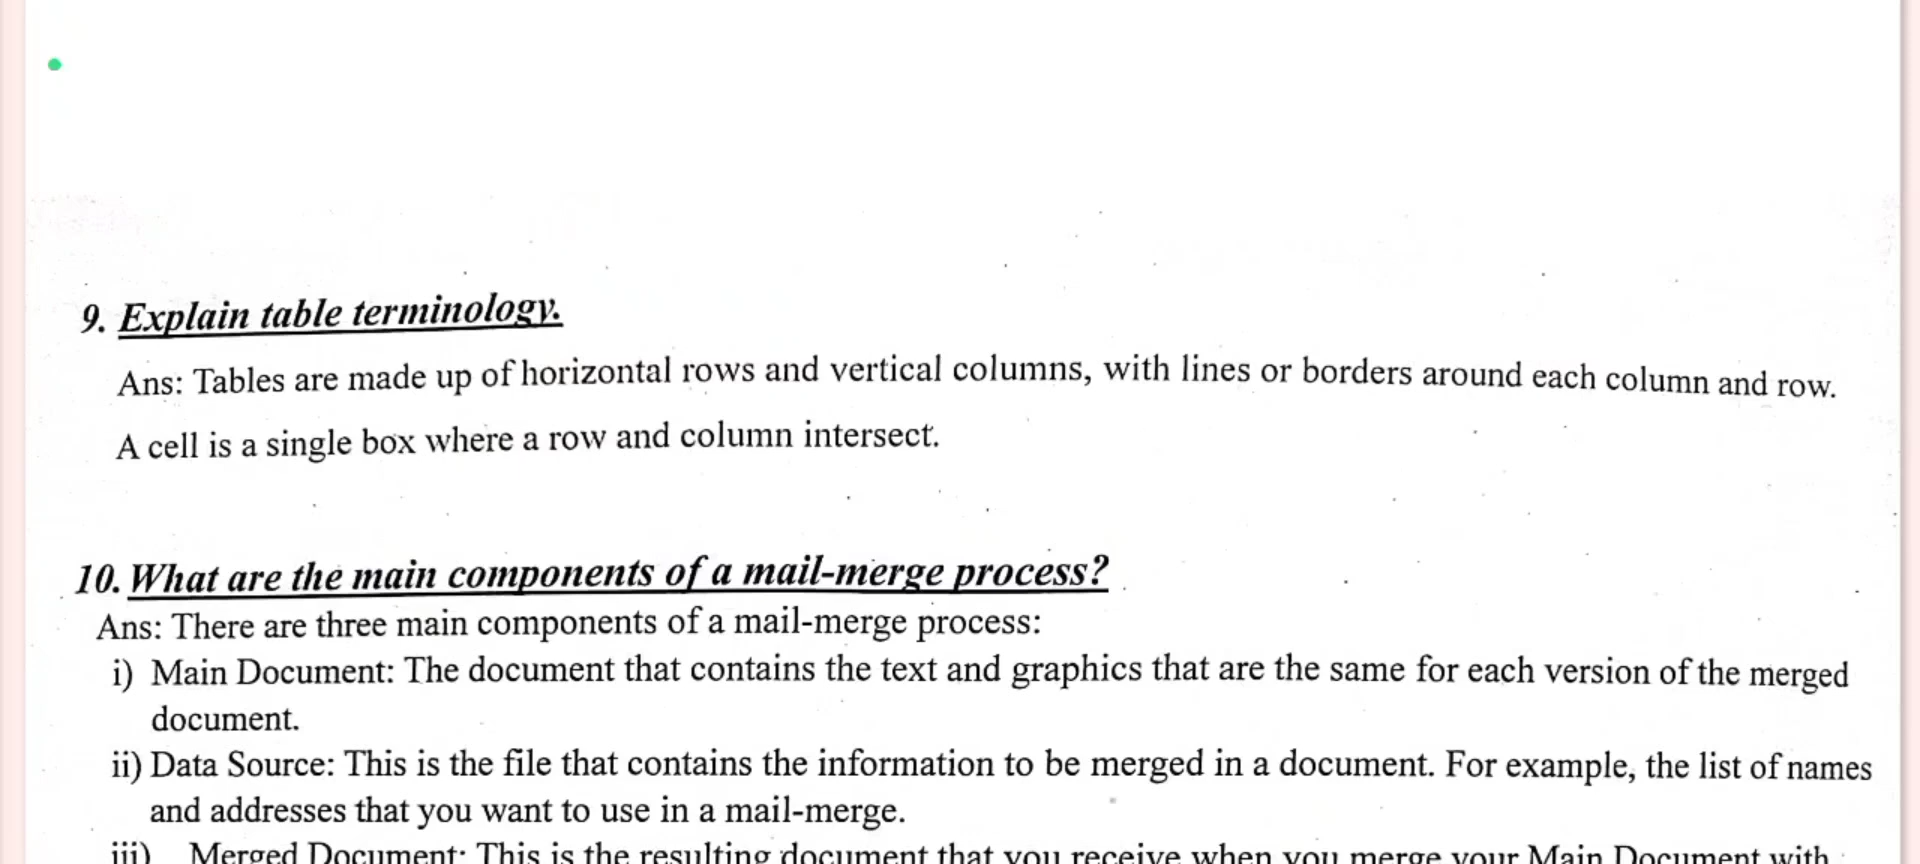 9. Explain table terminology.
Ans: Tables are made up of horizontal rows and vertical columns, with lines or borders around each column and row.
A cell is a single box where a row and column intersect.
10. What are the main components of a mail-merge process?
Ans: There are three main components of a mail-merge process:
i) Main Document: The document that contains the text and graphics that are the same for each version of the merged
document.
ii) Data Source: This is the file that contains the information to be merged in a document. For example, the list of names
and addresses that you want to use in a mail-merge.
iii) Merged Document: This is the resulting document that you receive when you merge your Main Document with